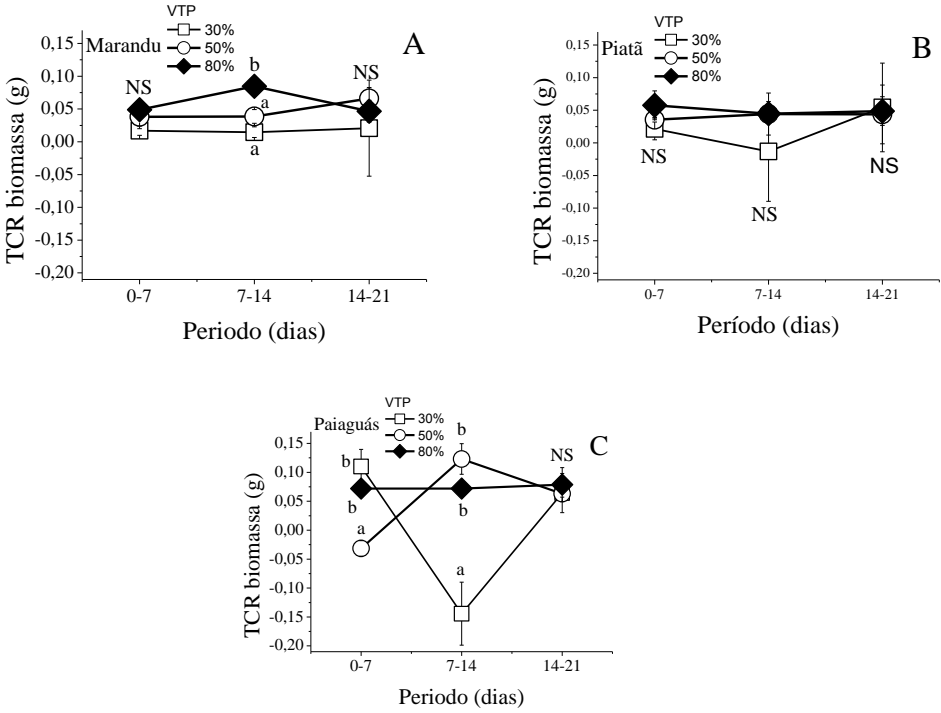 VTP
30%
50%
80%
Marandu
A
0,15
0,10
0,05
0,00
-0,05
-0,10
-0,15
-0,20
TCR biomassa (g)
NS
b
a
a
NS
0-7
7-14
14-21
Periodo (dias)
VTP
30%
50%
80%
Piatã
B
0,15
0,10
0,05
0,00
-0,05
-0,10
-0,15
-0,20
TCR biomassa (g)
NS
NS
NS
0-7
7-14
14-21
Período (dias)
VTP
30%
50%
80%
Paiaguás
C
0,15
0,10
0,05
0,00
-0,05
-0,10
-0,15
-0,20
TCR biomassa (g)
b
b
a
b
b
a
NS
0-7
7-14
14-21
Periodo (dias)